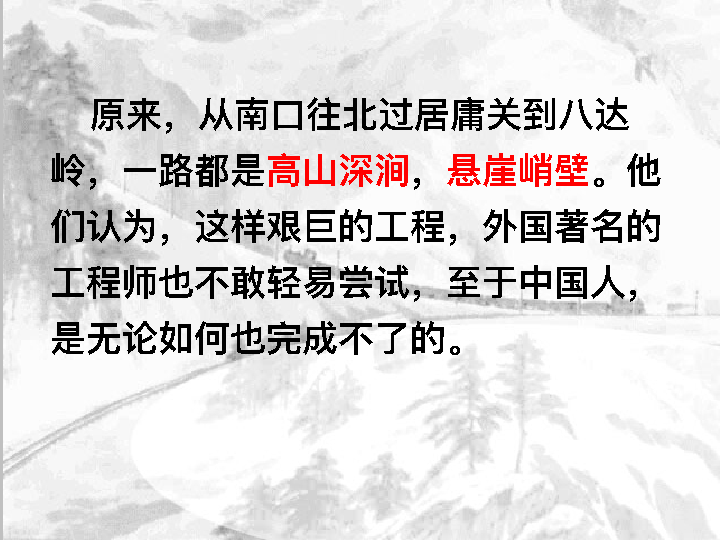 原来，从南口往北过居庸关到八达
岭，一路都是高山深涧，悬崖峭壁。他
们认为，这样艰巨的工程，外国著名的
工程师也不敢轻易尝试，至于中国人，
是无论如何也完成不了的。